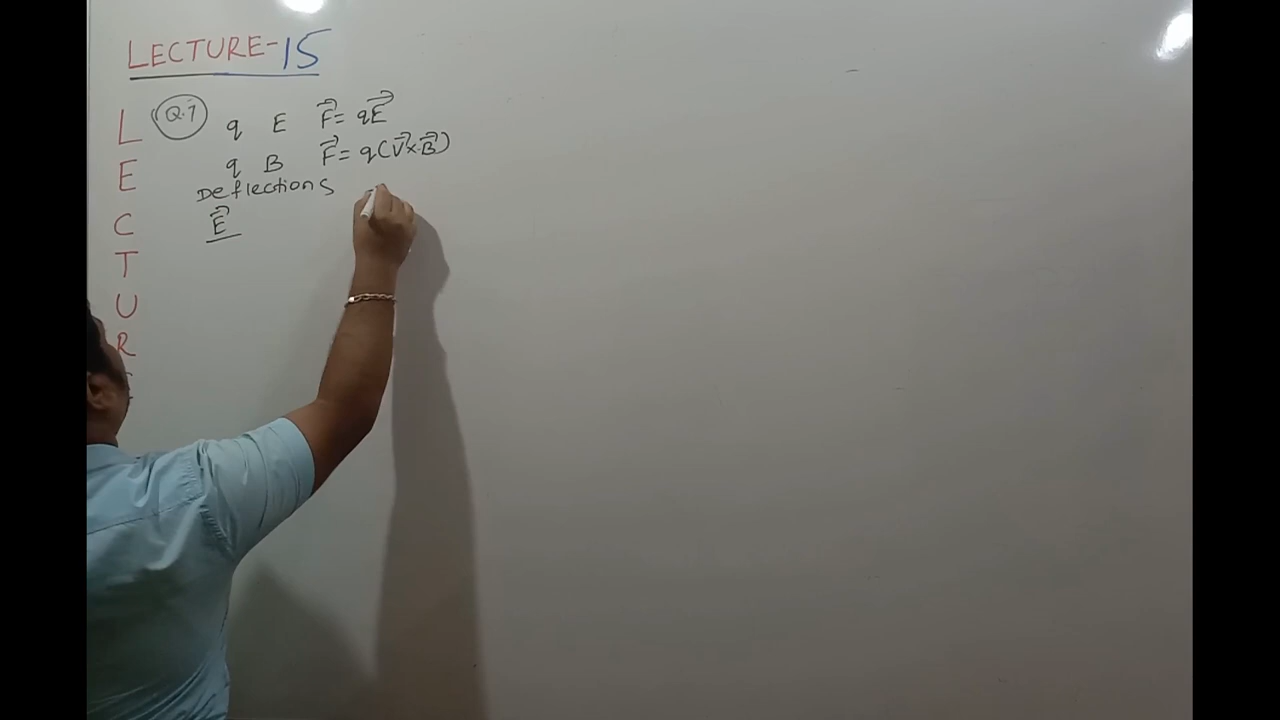 LECTURE-15
Q.1
q E F⃗ = qE⃗
q B F⃗ = q(V⃗×B⃗)
Deflections
E⃗
L
E
C
T
U
R